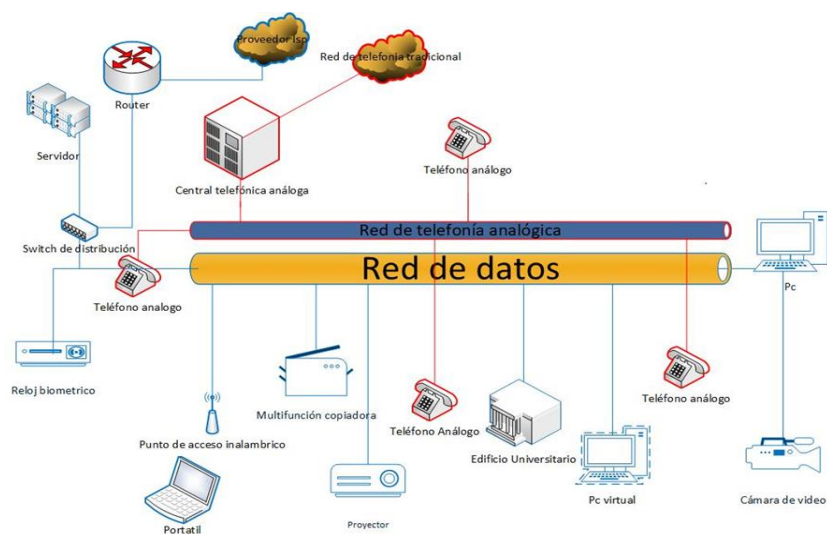 Proveedor Isp
Red de telefonia tradicional
Router
Servidor
Central telefónica análoga
Teléfono análogo
Red de telefonía analógica
Switch de distribución
Red de datos
Teléfono analogo
Pc
Reloj biometrico
Multifunción copiadora
Teléfono análogo
Punto de acceso inalambrico
Teléfono Análogo
Edificio Universitario
Pc virtual
Cámara de video
Portatil
Proyector